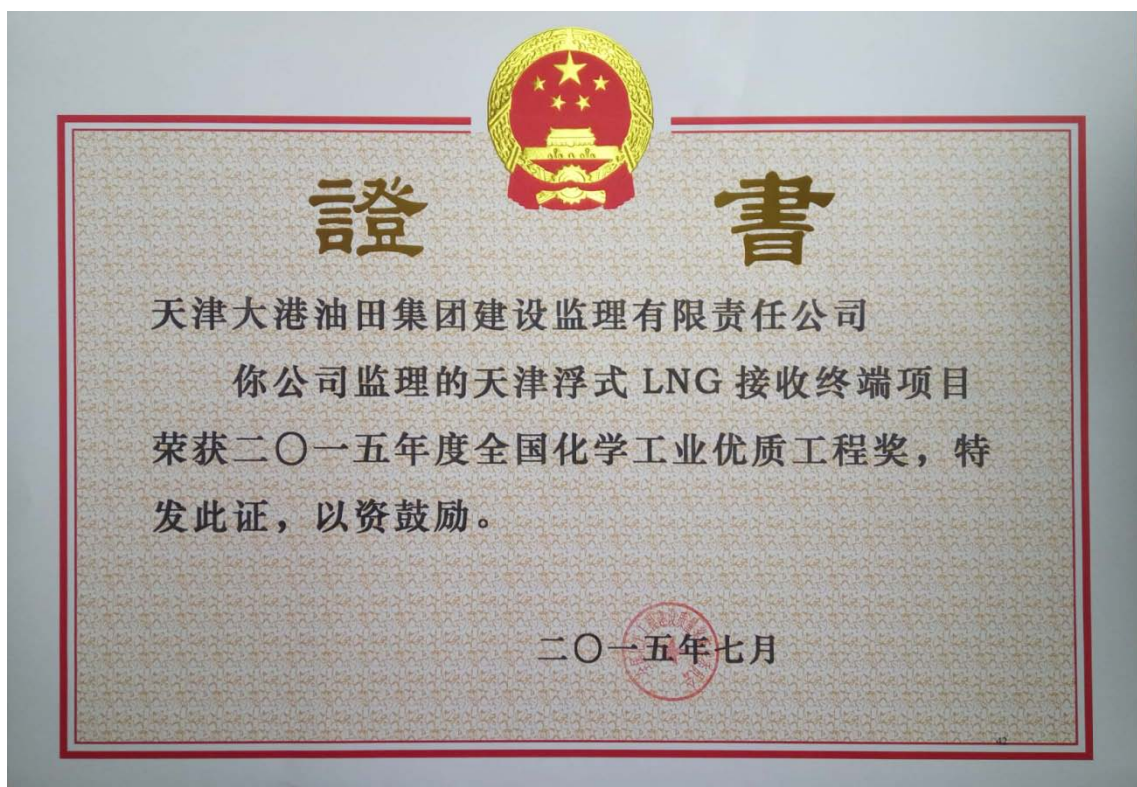 證 書
天津大港油田集团建设监理有限责任公司
你公司监理的天津浮式 LNG 接收终端项目
荣获二〇一五年度全国化学工业优质工程奖，特
发此证，以资鼓励。
二〇一五年七月
42